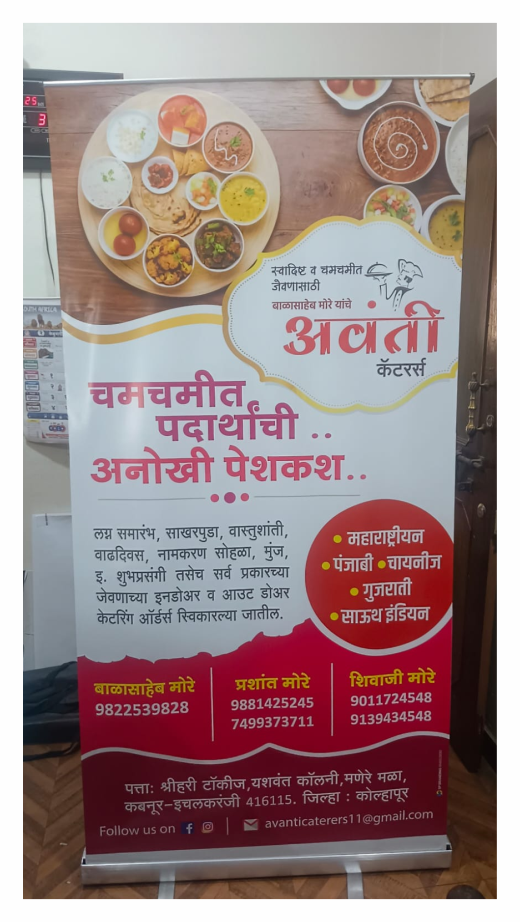 25
3
स्वादिष्ट व चमचमीत
जेवणासाठी
बाळासाहेब मोरे यांचे
अवंती
कॅटरर्स
चमचमीत
पदार्थांची ..
अनोखी पेशकश..
लग्न समारंभ, साखरपुडा, वास्तुशांती,
वाढदिवस, नामकरण सोहळा, मुंज,
इ. शुभप्रसंगी तसेच सर्व प्रकारच्या
जेवणाच्या इनडोअर व आउट डोअर
केटरिंग ऑर्डर्स स्विकारल्या जातील.
• महाराष्ट्रीयन
• पंजाबी • चायनीज
• गुजराती
• साऊथ इंडियन
बाळासाहेब मोरे
9822539828
प्रशांत मोरे
9881425245
7499373711
शिवाजी मोरे
9011724548
9139434548
पत्ताः श्रीहरी टॉकीज,यशवंत कॉलनी,मणेरे मळा,
कबनूर-इचलकरंजी 416115. जिल्हा : कोल्हापूर
Follow us on
avanticaterers11@gmail.com